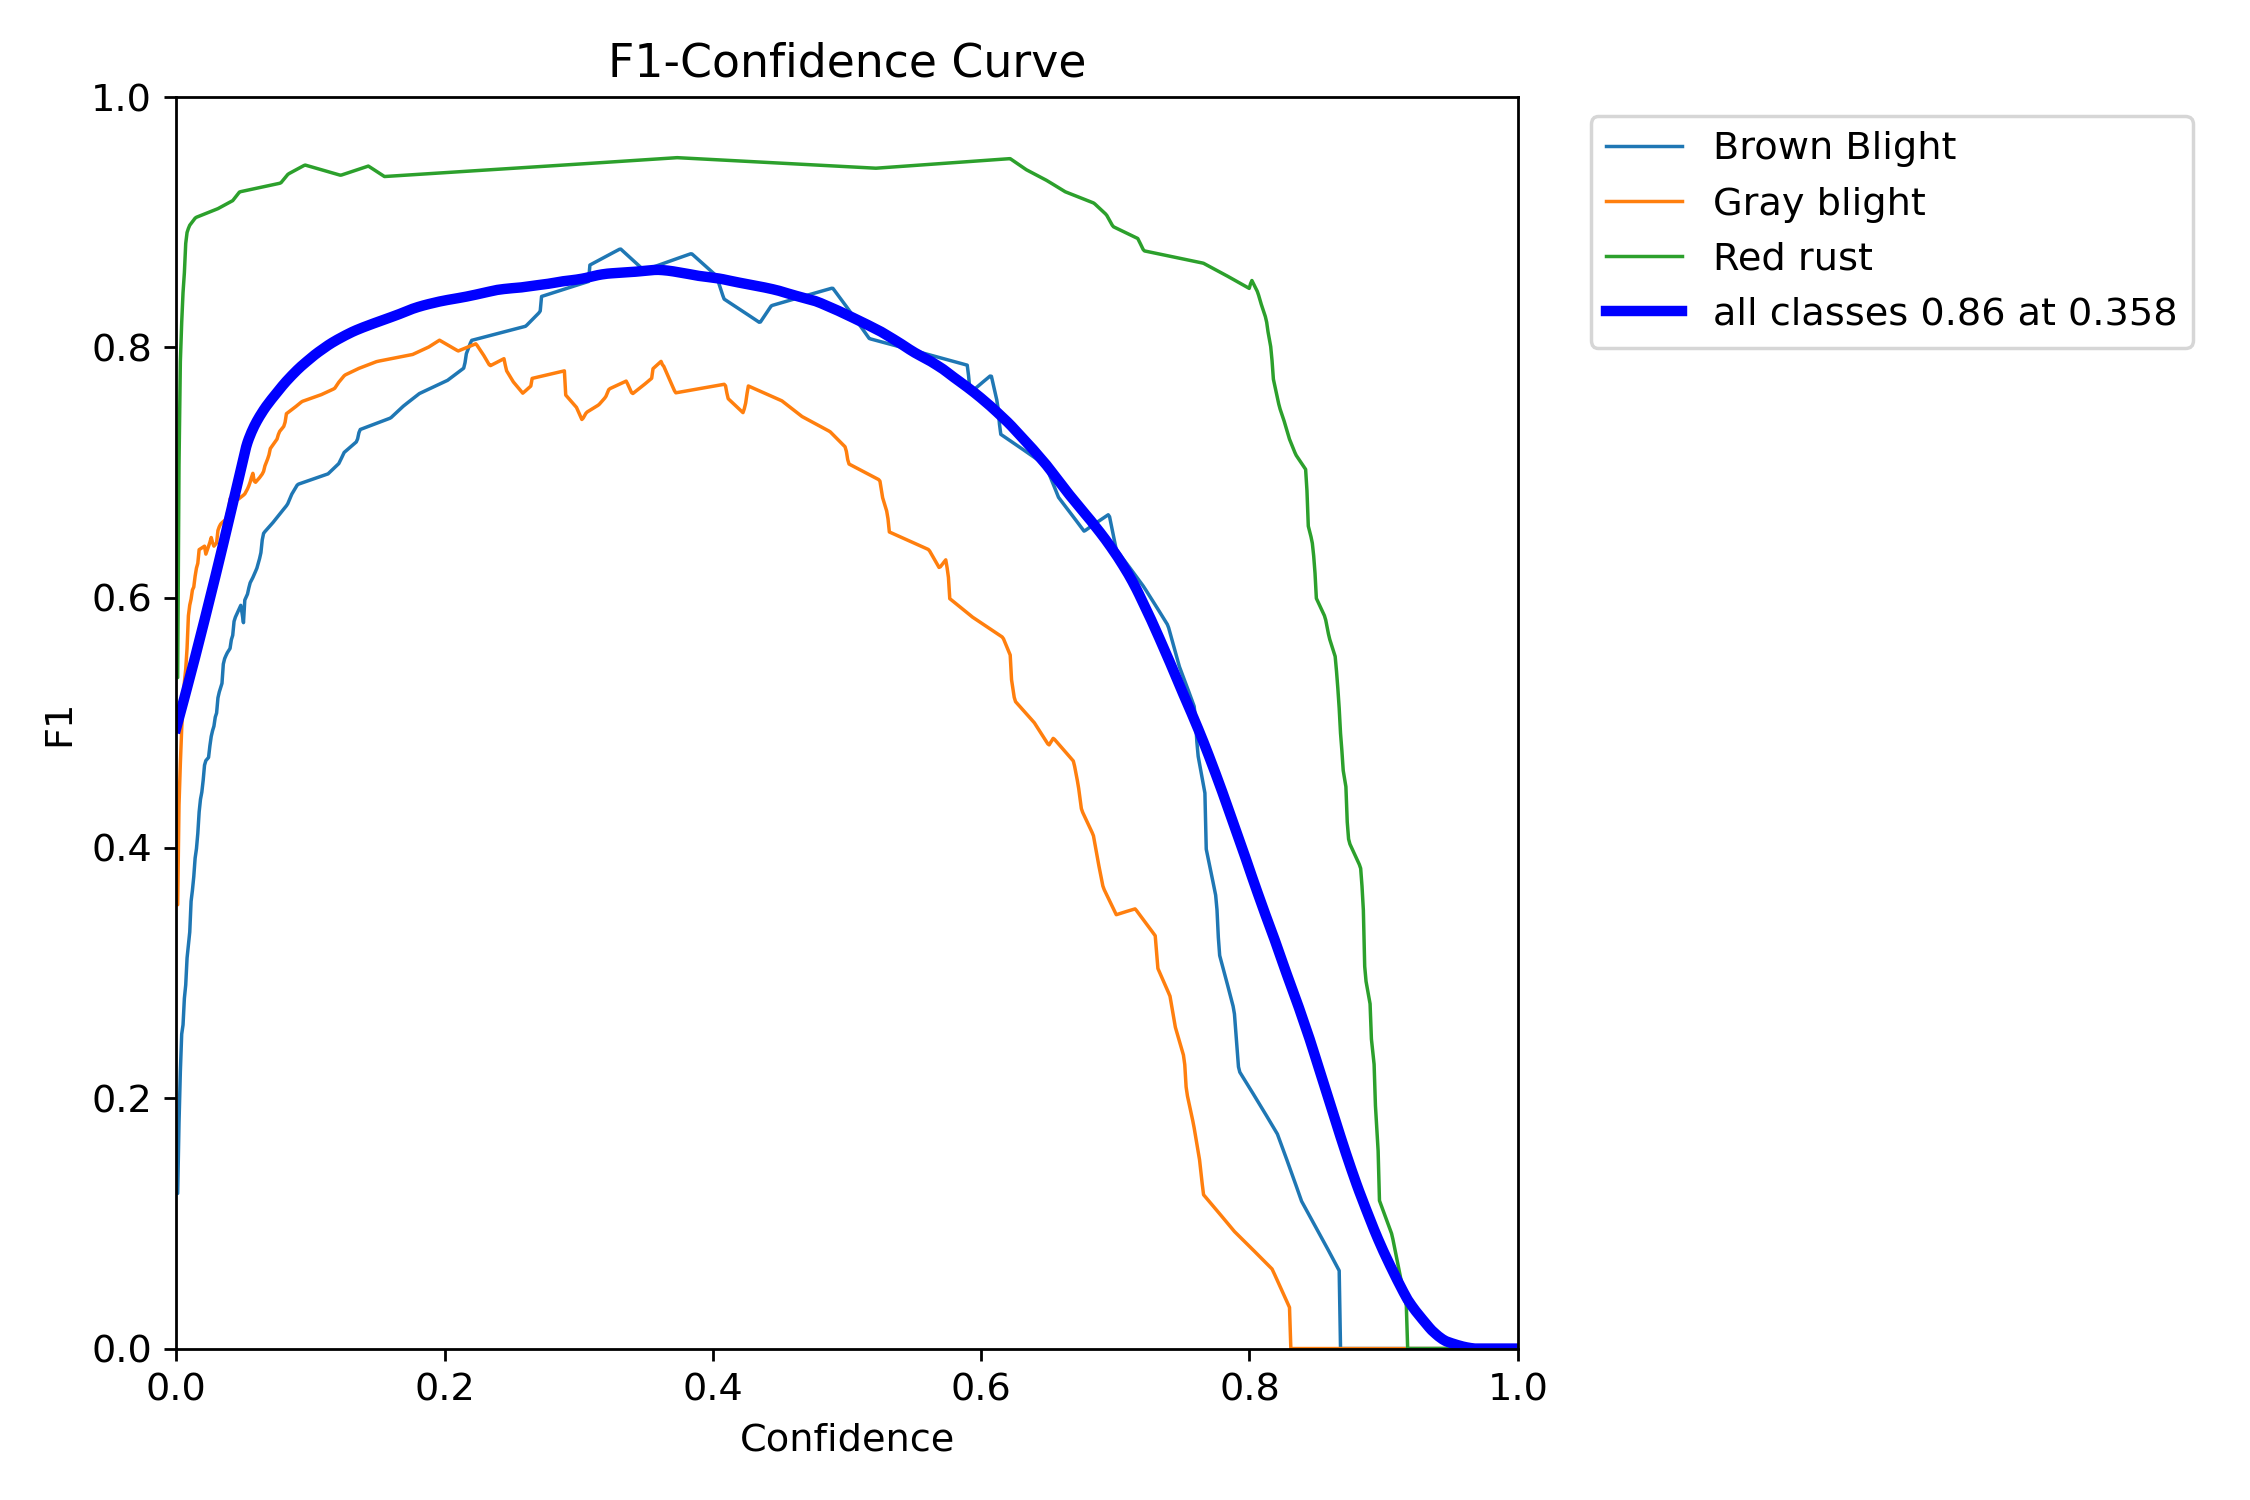 F1-Confidence Curve
1.0
0.8
0.6
0.4
0.2
0.0
F1
0.0 0.2 0.4 0.6 0.8 1.0
Confidence
Brown Blight
Gray blight
Red rust
all classes 0.86 at 0.358